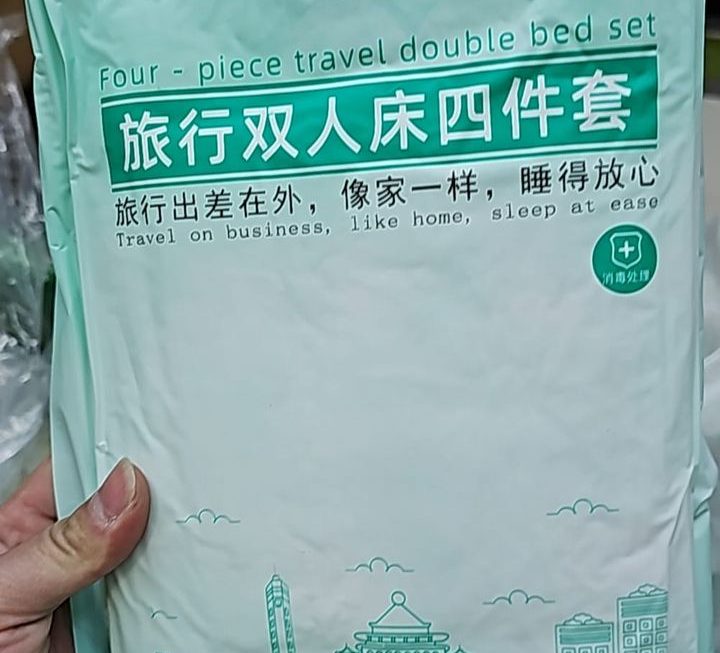 Four - piece travel double bed set
旅行双人床四件套
旅行出差在外，像家一样，睡得放心
Travel on business, like home, sleep at ease
消毒处理